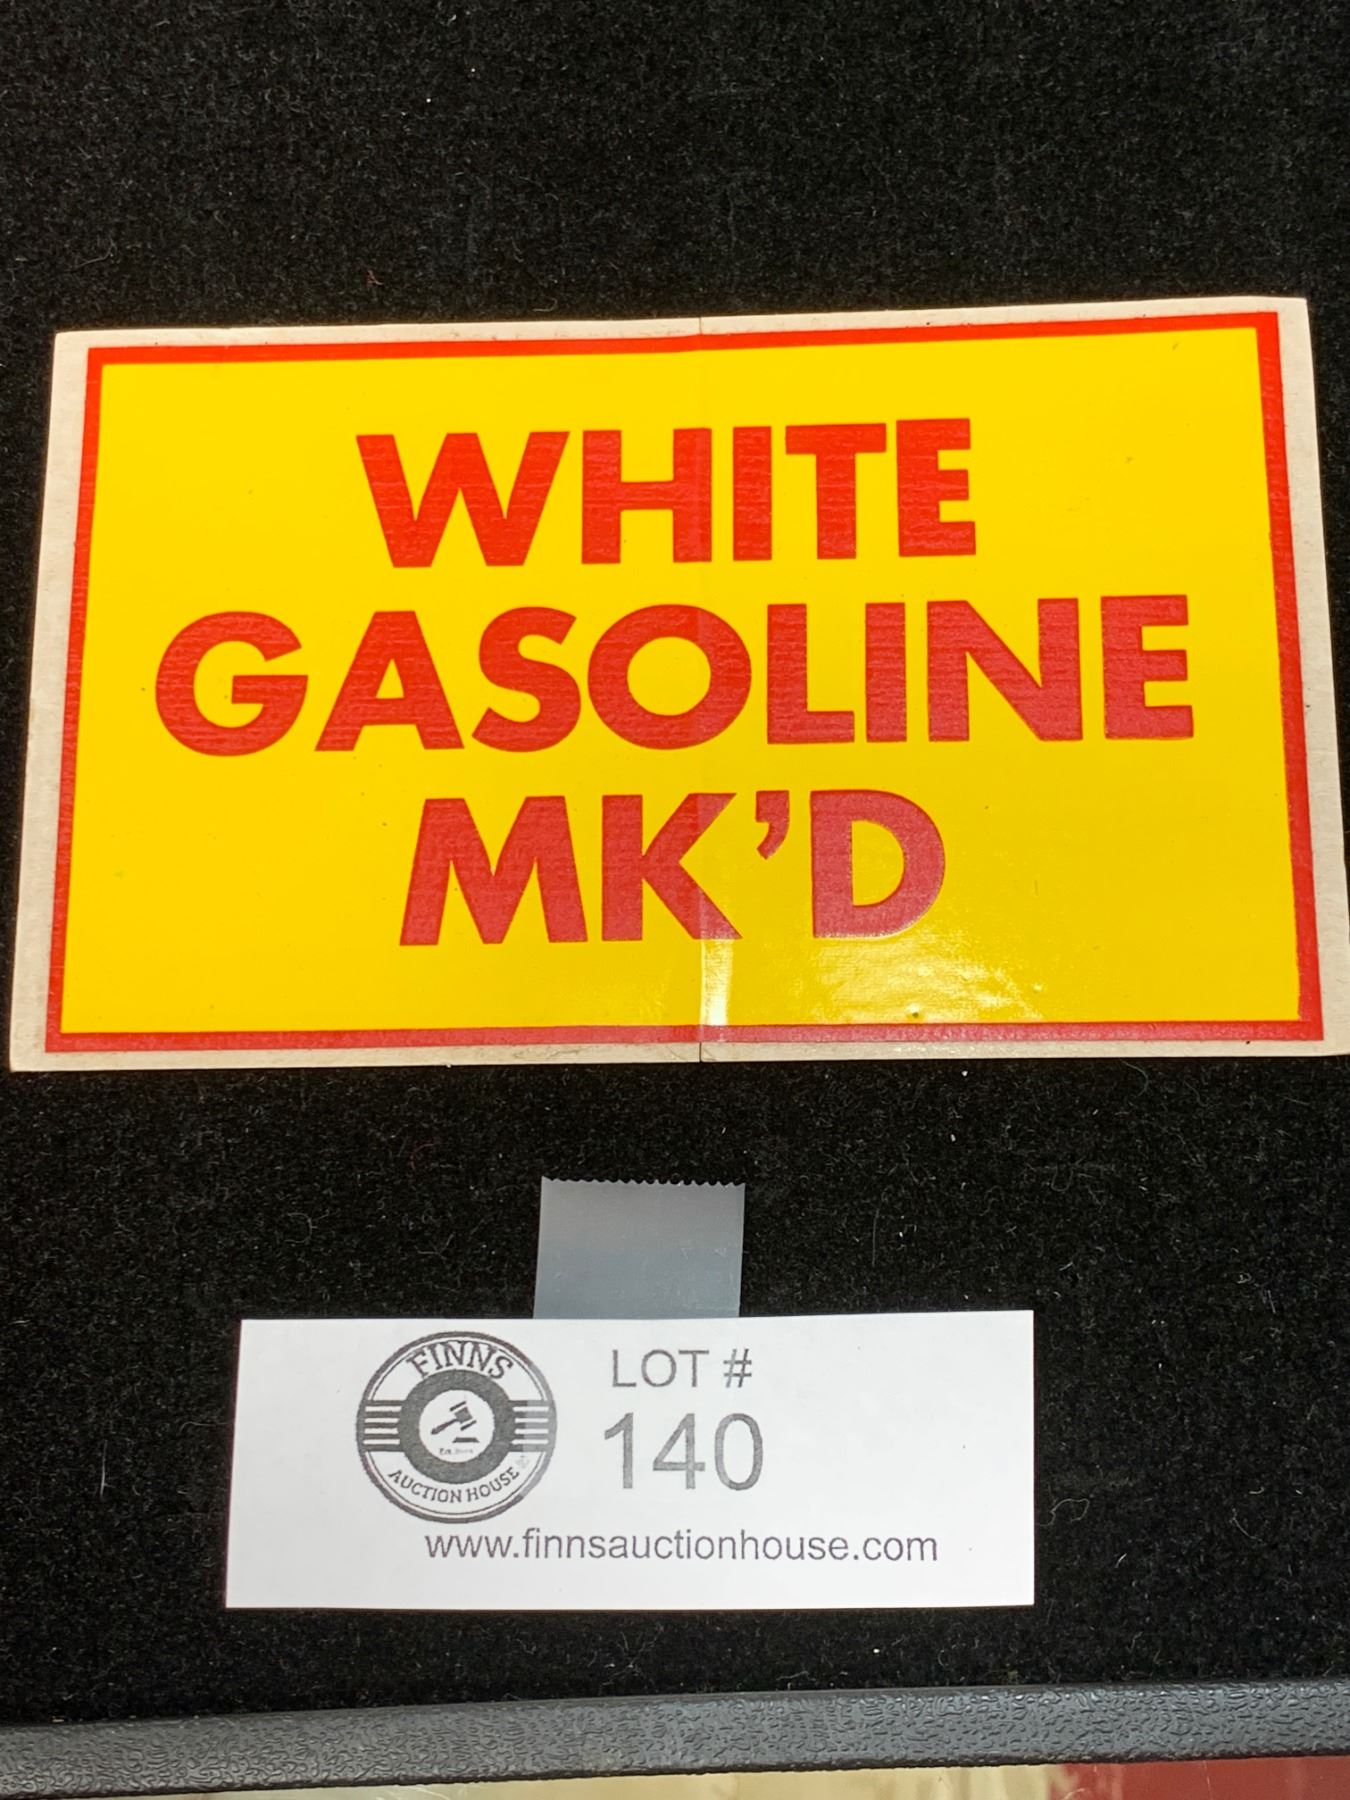 WHITE
GASOLINE
MK'D
FINNS
AUCTION HOUSE
LOT #
140
www.finnsauctionhouse.com